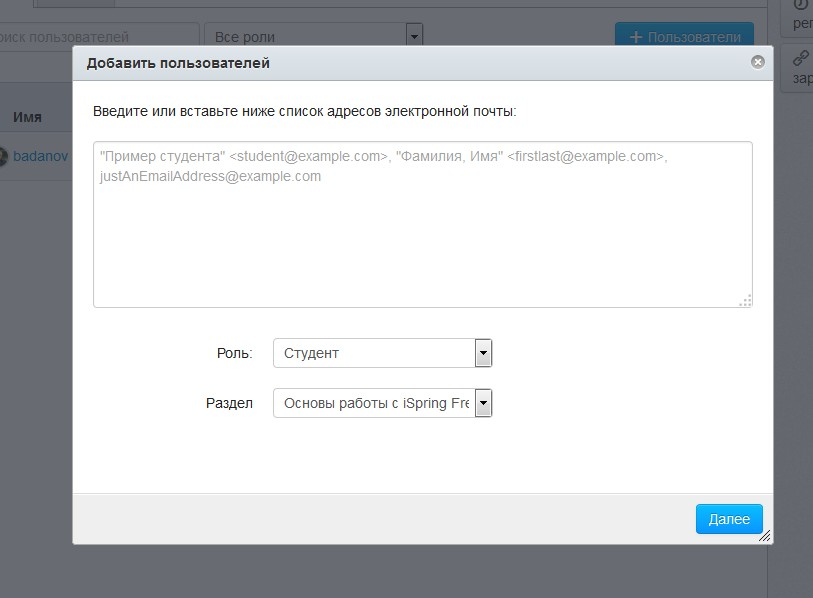 поиск пользователей
Все роли
+ Пользователи
рег
Добавить пользователей
зар
Введите или вставьте ниже список адресов электронной почты:
Имя
"Пример студента" <student@example.com>, "Фамилия, Имя" <firstlast@example.com>,
badanov
justAnEmailAddress@example.com
Роль:
Студент
Раздел
Основы работы с iSpring Fre
Далее